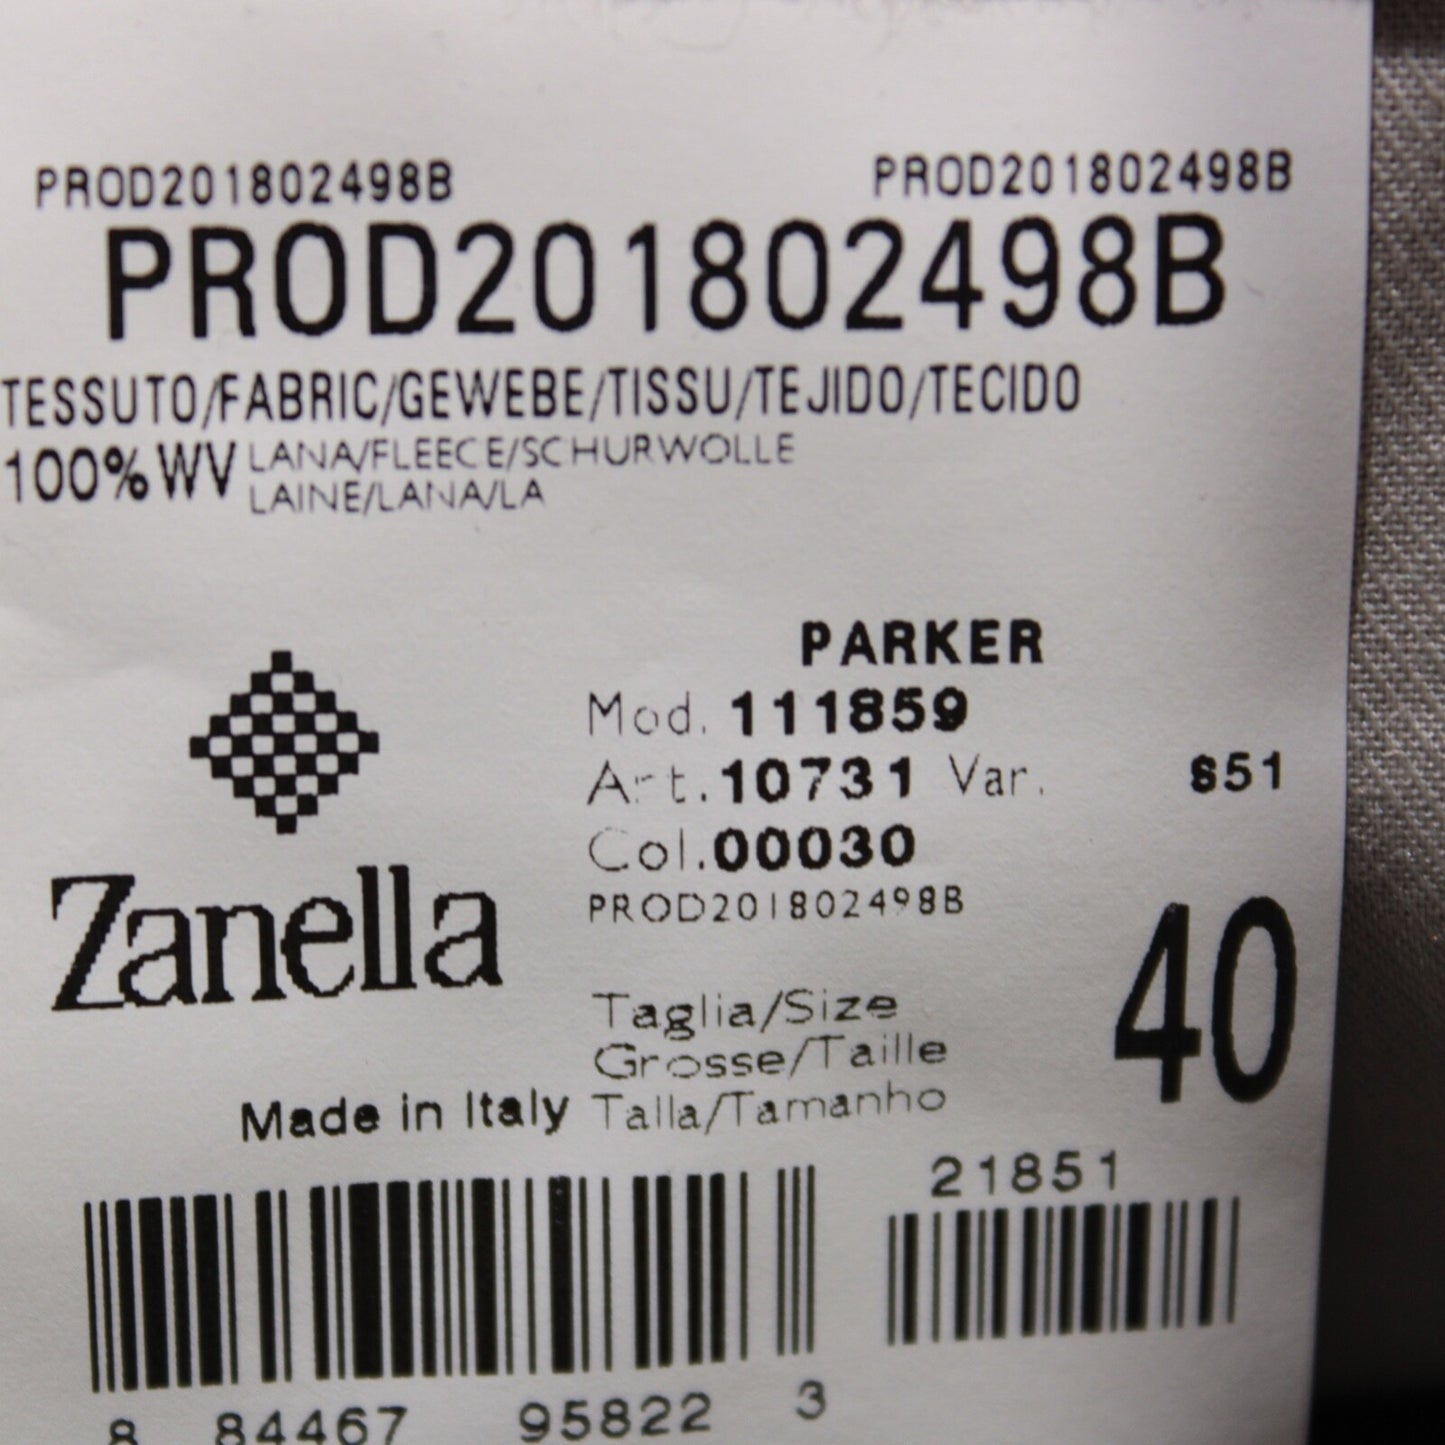 PROD201802498B PROD201802498B
PROD201802498B
TESSUTO/FABRIC/GEWEBE/TISSU/TEJIDO/TECIDO
100% WV LANA/FLEECE/SCHURWOLLE
LAINE/LANA/LA
PARKER
Mod. 111859
Art. 10731 Var. S51
Col. 00030
PROD201802498B
Zanella
40
Taglia/Size
Grosse/Taille
Talla/Tamanho
Made in Italy
21851
8 84467 95822 3